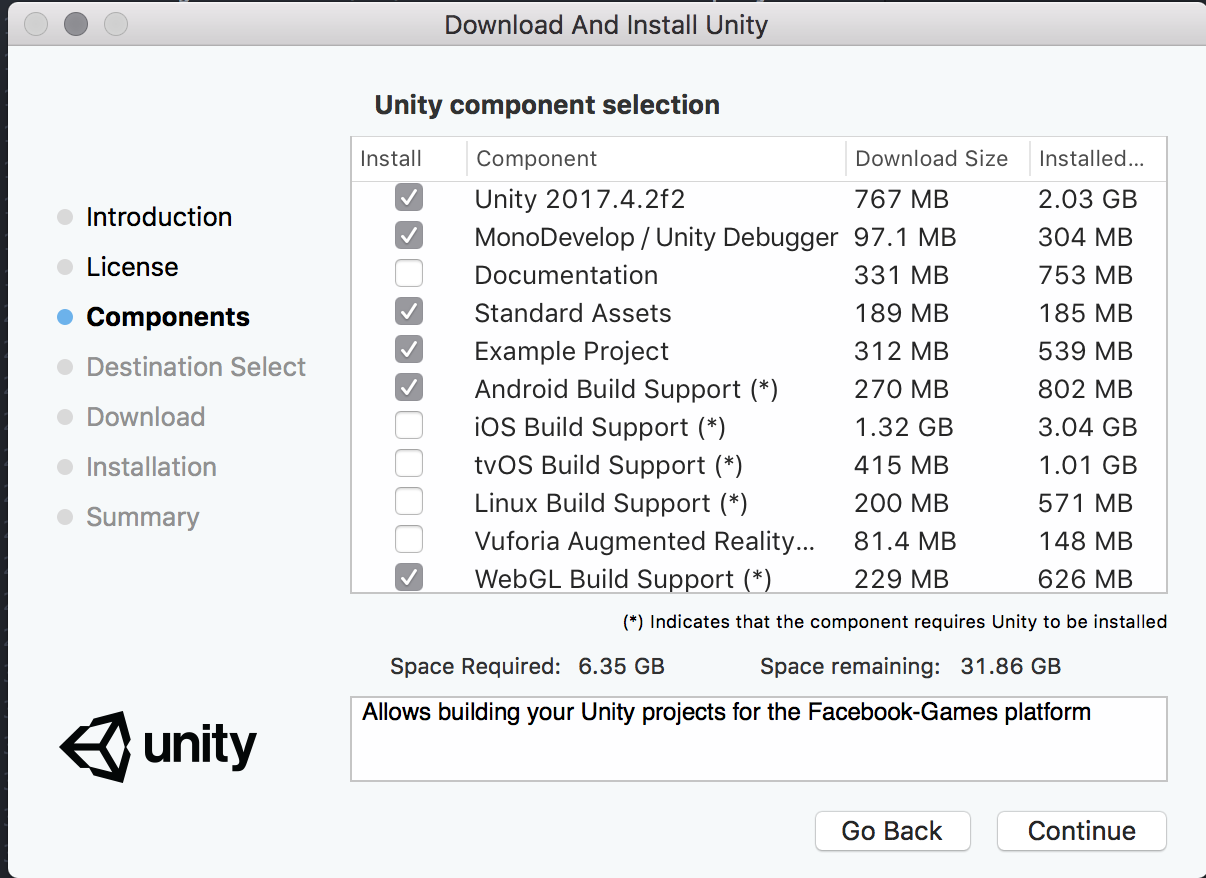 Download And Install Unity
Unity component selection
Introduction
License
Components
Destination Select
Download
Installation
Summary
Install Component Download Size Installed...
Unity 2017.4.2f2 767 MB 2.03 GB
MonoDevelop / Unity Debugger 97.1 MB 304 MB
Documentation 331 MB 753 MB
Standard Assets 189 MB 185 MB
Example Project 312 MB 539 MB
Android Build Support (*) 270 MB 802 MB
iOS Build Support (*) 1.32 GB 3.04 GB
tvOS Build Support (*) 415 MB 1.01 GB
Linux Build Support (*) 200 MB 571 MB
Vuforia Augmented Reality... 81.4 MB 148 MB
WebGL Build Support (*) 229 MB 626 MB
(*) Indicates that the component requires Unity to be installed
Space Required: 6.35 GB Space remaining: 31.86 GB
Allows building your Unity projects for the Facebook-Games platform
unity
Go Back Continue